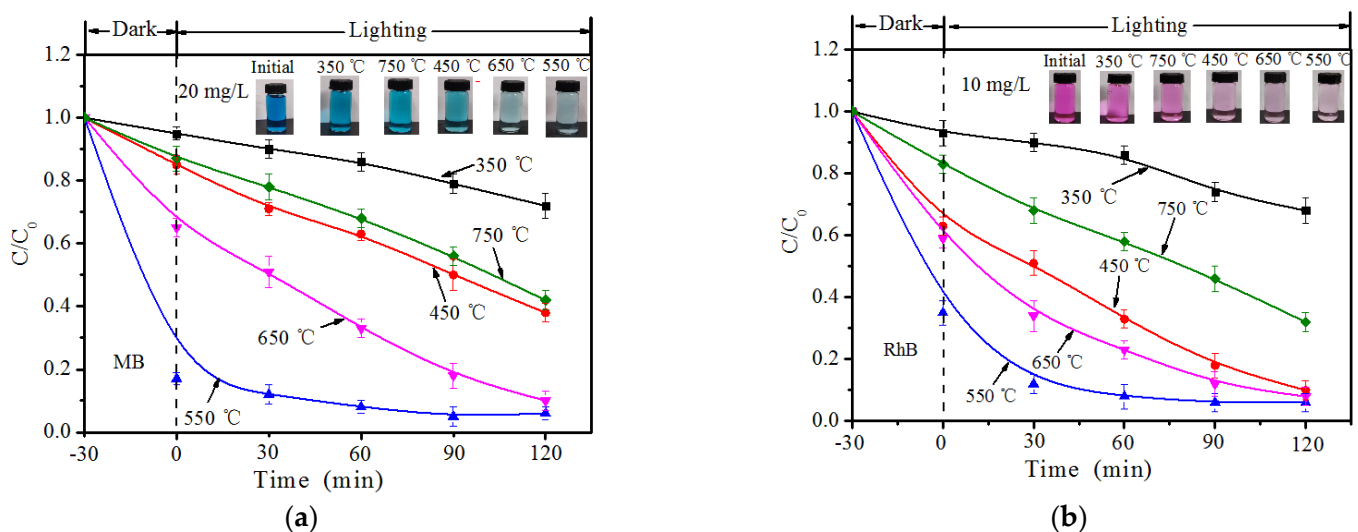 Dark Lighting
1.2
1.0
0.8
0.6
0.4
0.2
0.0
C/C0
20 mg/L
Initial 350 ℃ 750 ℃ 450 ℃ 650 ℃ 550 ℃
350 ℃
750 ℃
450 ℃
650 ℃
MB
550 ℃
-30 0 30 60 90 120
Time (min)
(a)
Dark Lighting
1.2
1.0
0.8
0.6
0.4
0.2
0.0
C/C0
10 mg/L
Initial 350 ℃ 750 ℃ 450 ℃ 650 ℃ 550 ℃
350 ℃
750 ℃
450 ℃
RhB
650 ℃
550 ℃
-30 0 30 60 90 120
Time (min)
(b)